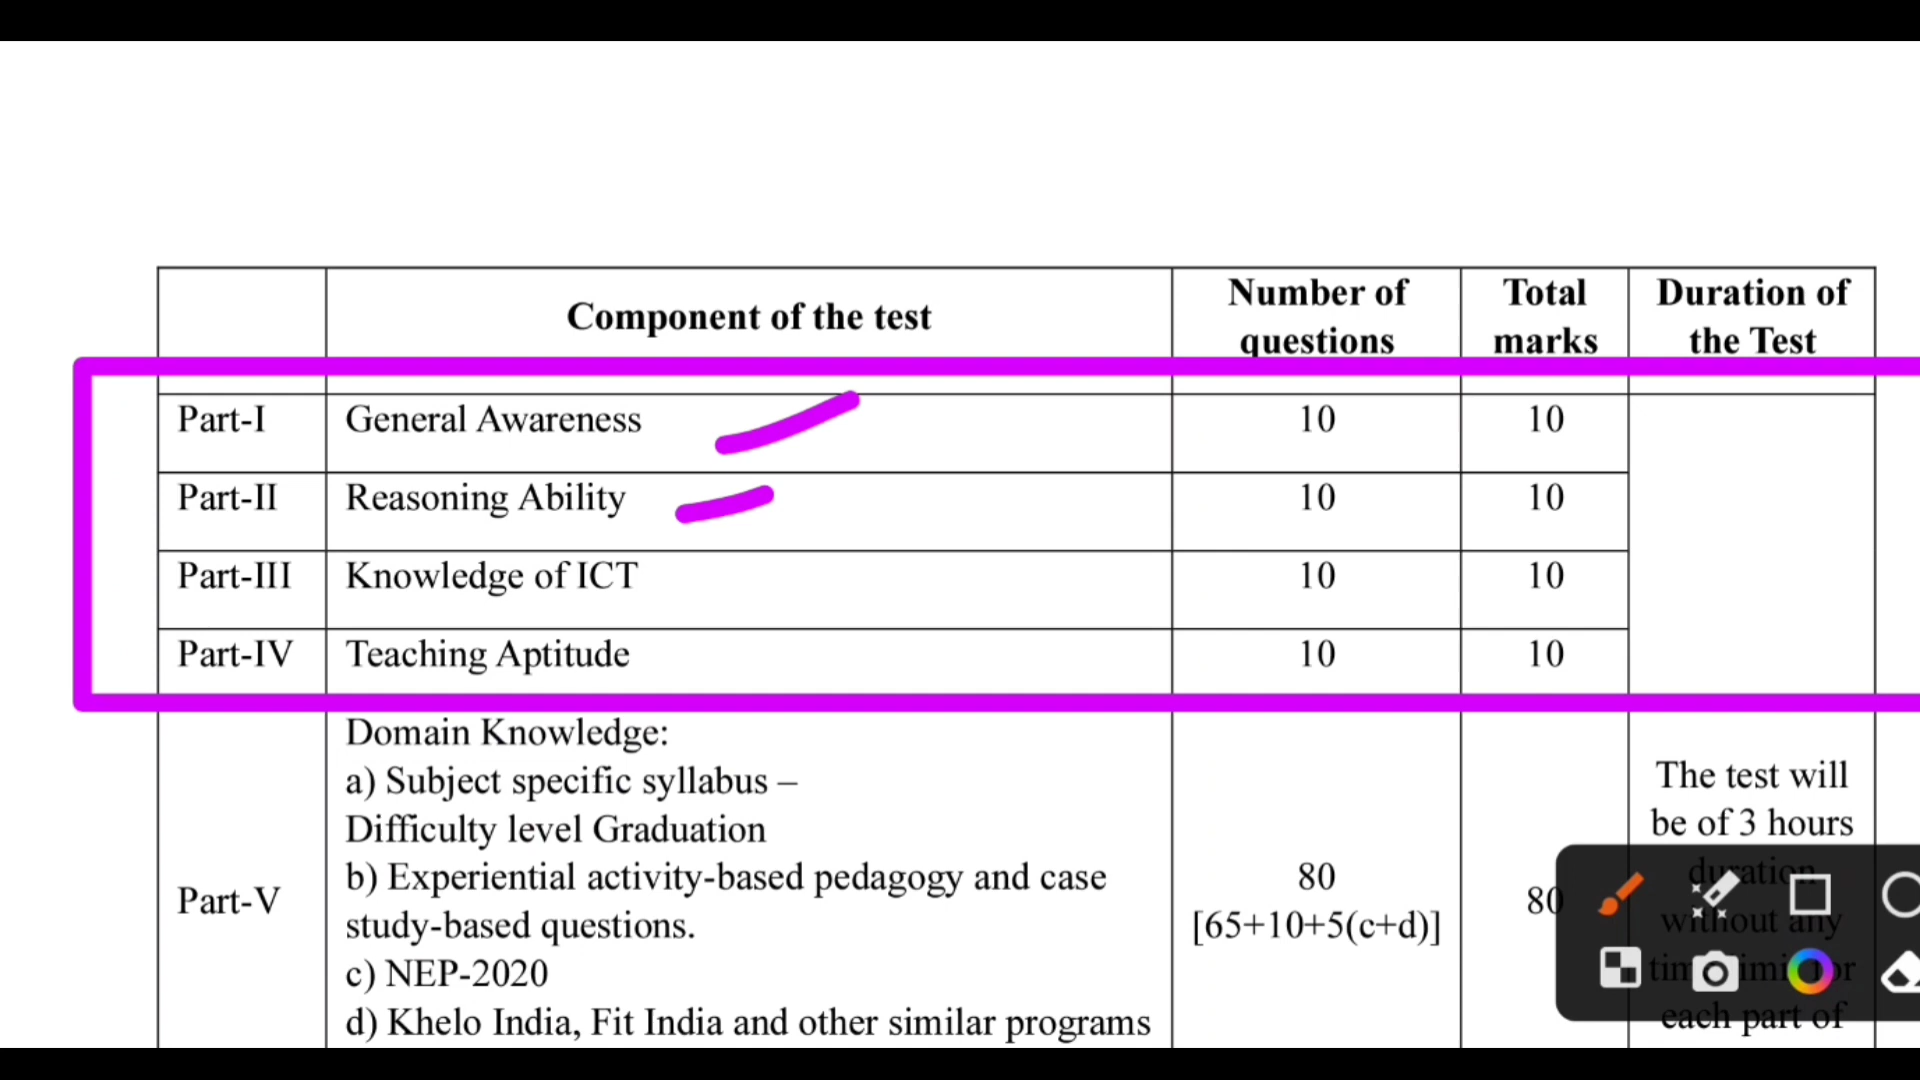 Component of the test
Number of
questions
Total
marks
Duration of
the Test
Part-I
General Awareness
10
10
Part-II
Reasoning Ability
10
10
Part-III
Knowledge of ICT
10
10
Part-IV
Teaching Aptitude
10
10
Part-V
Domain Knowledge:
a) Subject specific syllabus –
Difficulty level Graduation
b) Experiential activity-based pedagogy and case
study-based questions.
c) NEP-2020
d) Khelo India, Fit India and other similar programs
80
[65+10+5(c+d)]
80
The test will
be of 3 hours
duration
without any
each part of